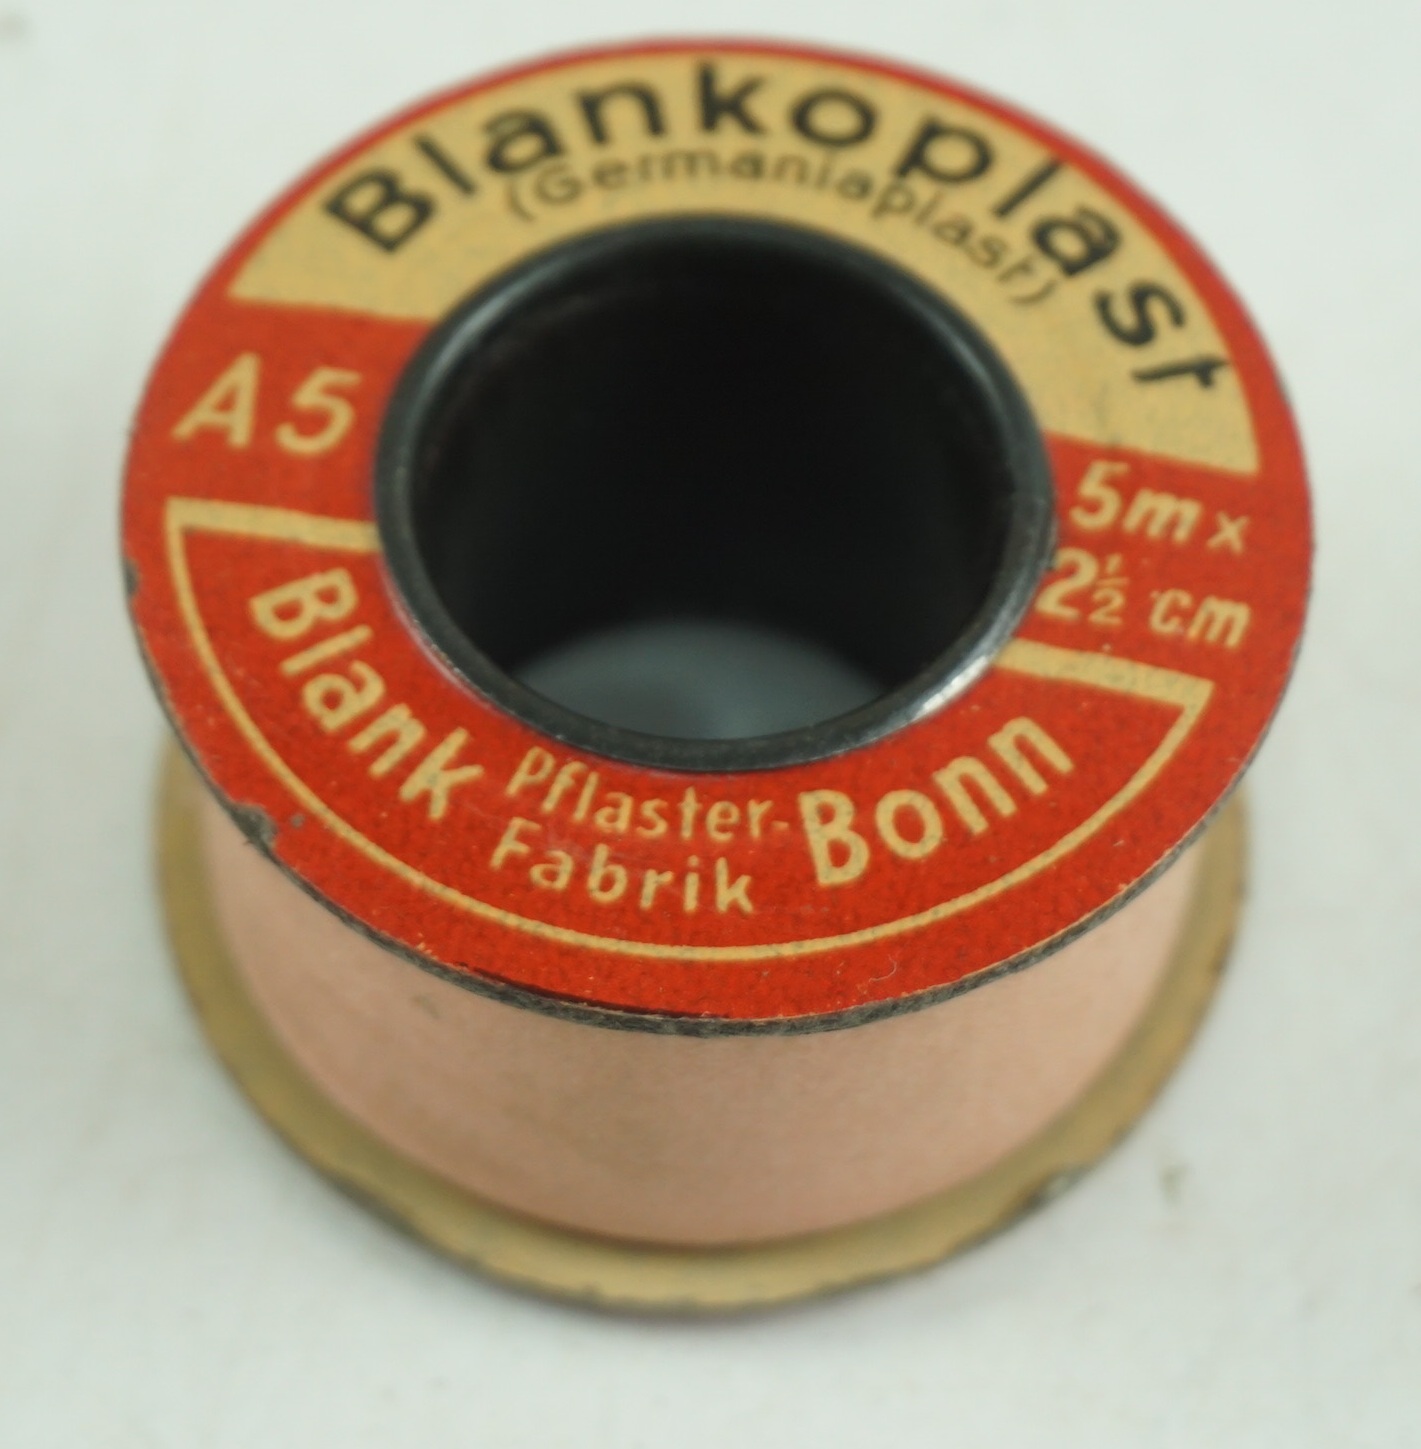 Blankoplast
(Germaniaplast)
A5
5m x
2½ cm
Blank
Pflaster-
Fabrik
Bonn